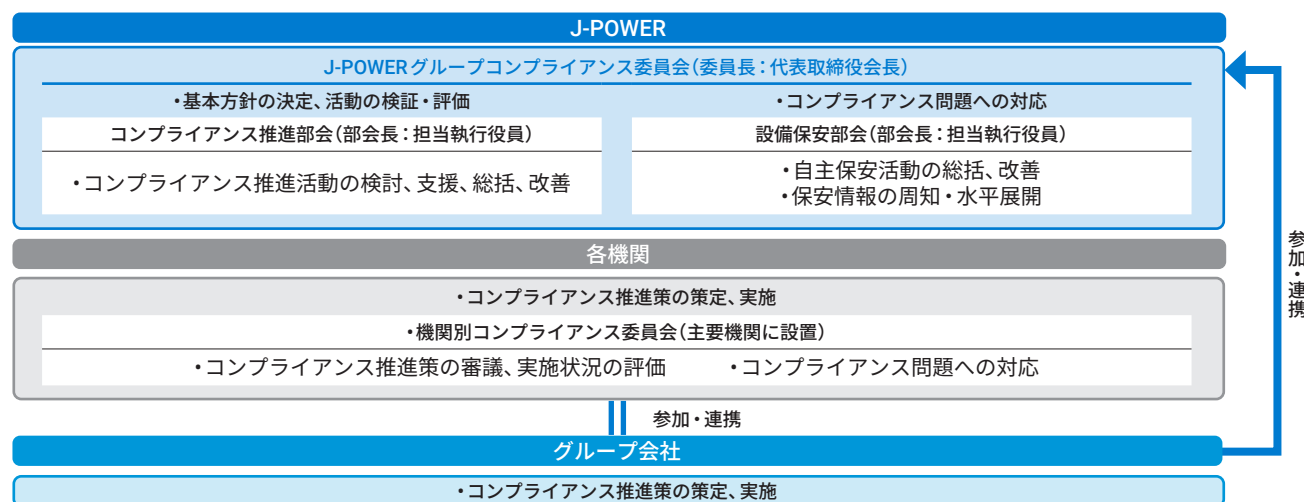 J-POWER
J-POWERグループコンプライアンス委員会(委員長:代表取締役会長)
・基本方針の決定、活動の検証・評価
・コンプライアンス問題への対応
コンプライアンス推進部会(部会長:担当執行役員)
・コンプライアンス推進活動の検討、支援、総括、改善
設備保安部会(部会長:担当執行役員)
・自主保安活動の総括、改善
・保安情報の周知・水平展開
各機関
・コンプライアンス推進策の策定、実施
・機関別コンプライアンス委員会(主要機関に設置)
・コンプライアンス推進策の審議、実施状況の評価
・コンプライアンス問題への対応
参加・連携
グループ会社
・コンプライアンス推進策の策定、実施
参加・連携